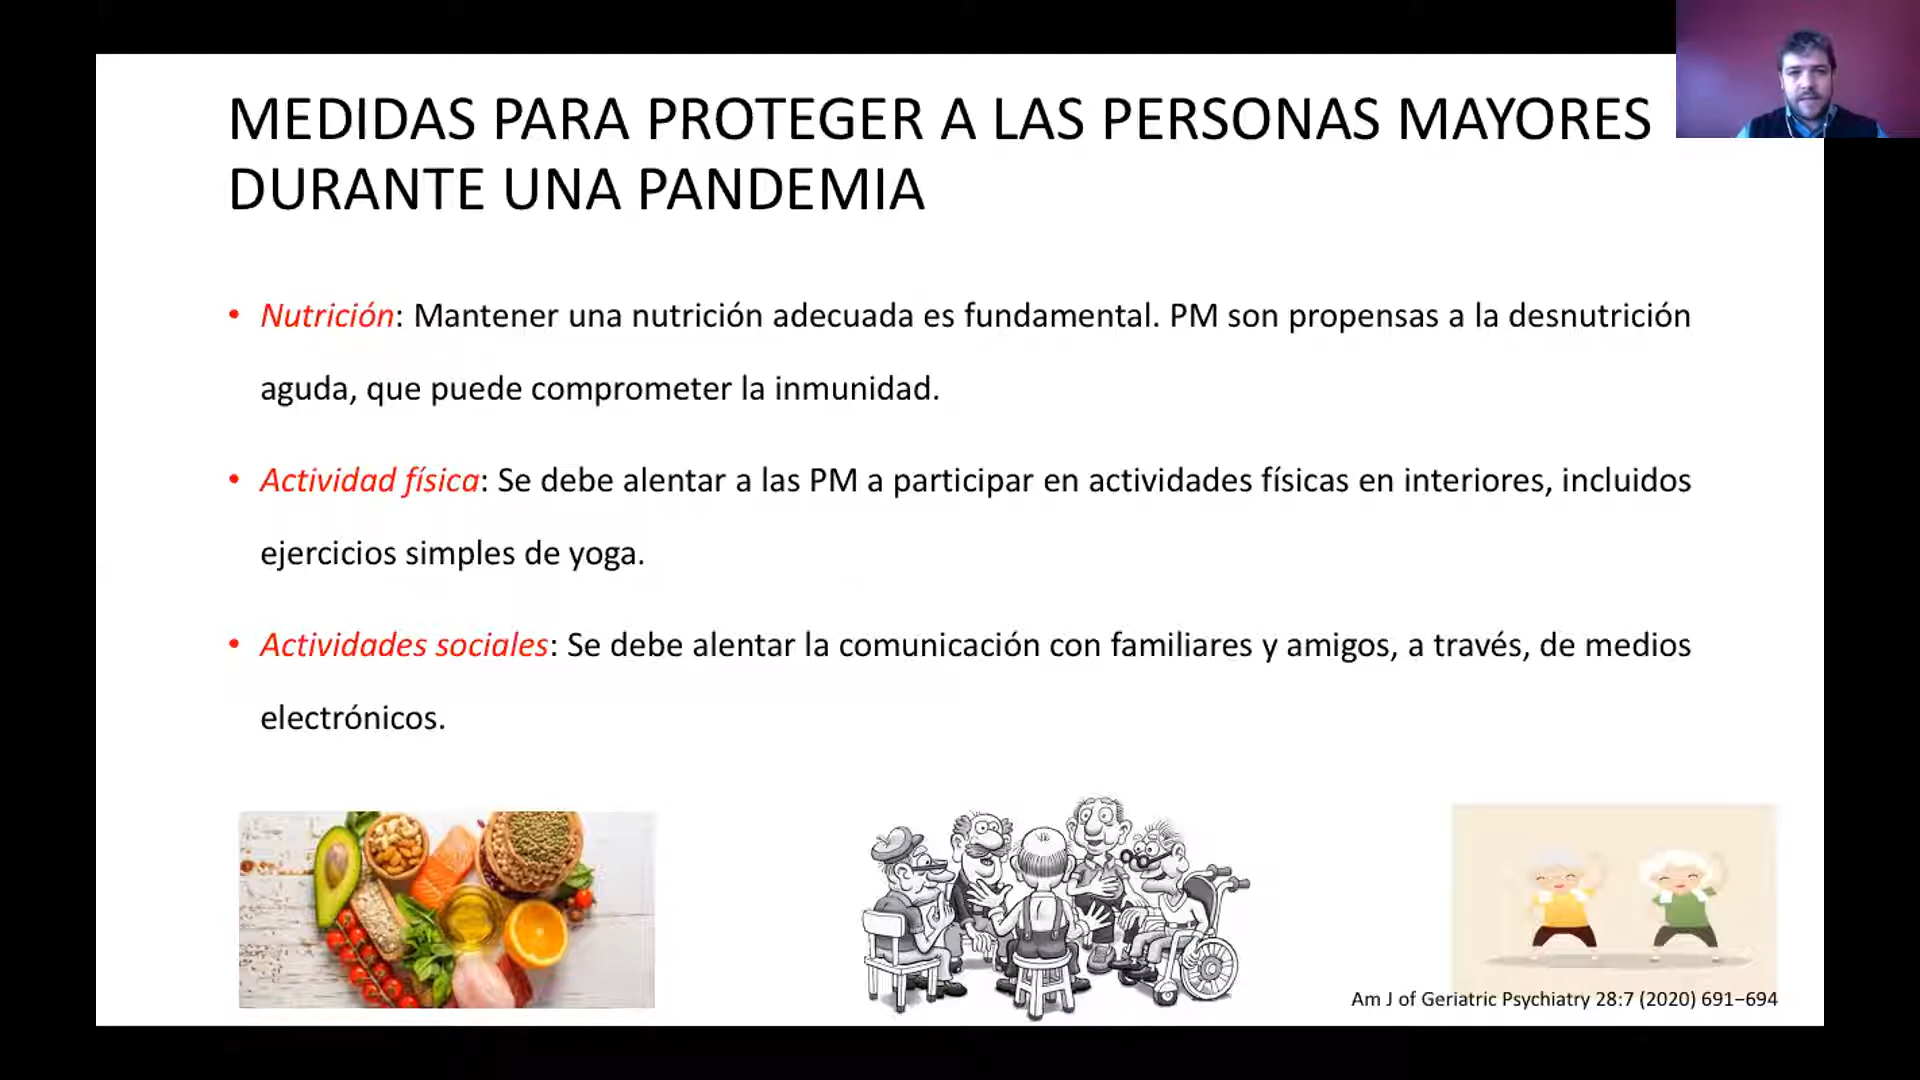 MEDIDAS PARA PROTEGER A LAS PERSONAS MAYORES
DURANTE UNA PANDEMIA
• Nutrición: Mantener una nutrición adecuada es fundamental. PM son propensas a la desnutrición
aguda, que puede comprometer la inmunidad.
• Actividad física: Se debe alentar a las PM a participar en actividades físicas en interiores, incluidos
ejercicios simples de yoga.
• Actividades sociales: Se debe alentar la comunicación con familiares y amigos, a través, de medios
electrónicos.
Am J of Geriatric Psychiatry 28:7 (2020) 691−694